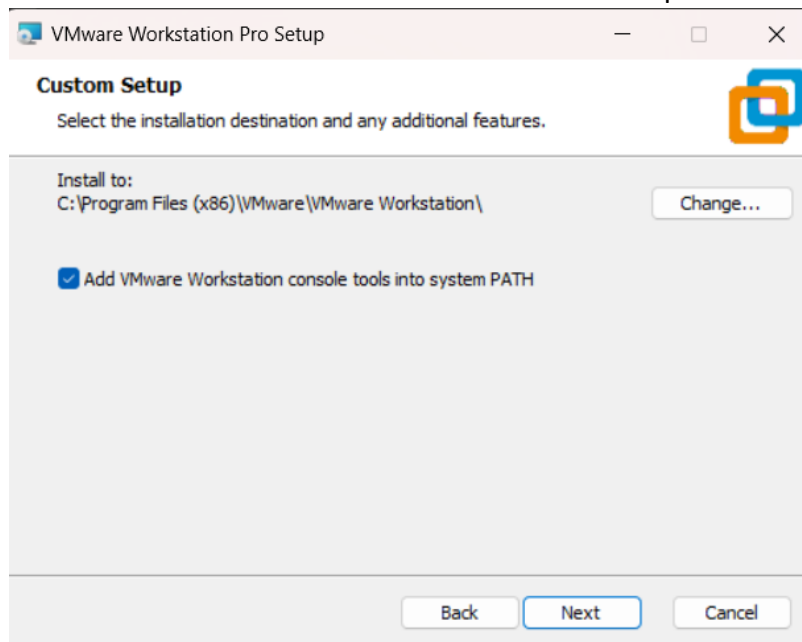 VMware Workstation Pro Setup
Custom Setup
Select the installation destination and any additional features.
Install to:
C:\Program Files (x86)\VMware\VMware Workstation\
Change...
Add VMware Workstation console tools into system PATH
Back
Next
Cancel